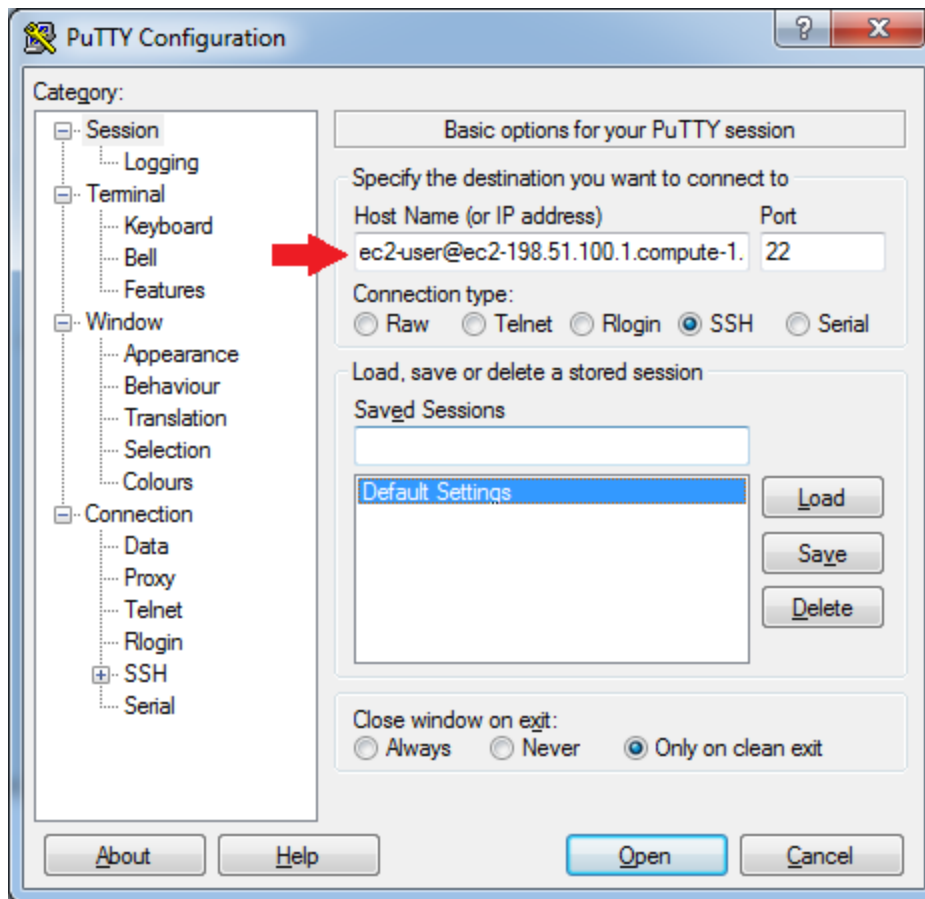 PuTTY Configuration
Category:
Session
Logging
Terminal
Keyboard
Bell
Features
Window
Appearance
Behaviour
Translation
Selection
Colours
Connection
Data
Proxy
Telnet
Rlogin
SSH
Serial
Basic options for your PuTTY session
Specify the destination you want to connect to
Host Name (or IP address) Port
ec2-user@ec2-198.51.100.1.compute-1. 22
Connection type:
Raw Telnet Rlogin SSH Serial
Load, save or delete a stored session
Saved Sessions
Default Settings
Load
Save
Delete
Close window on exit:
Always Never Only on clean exit
About Help Open Cancel